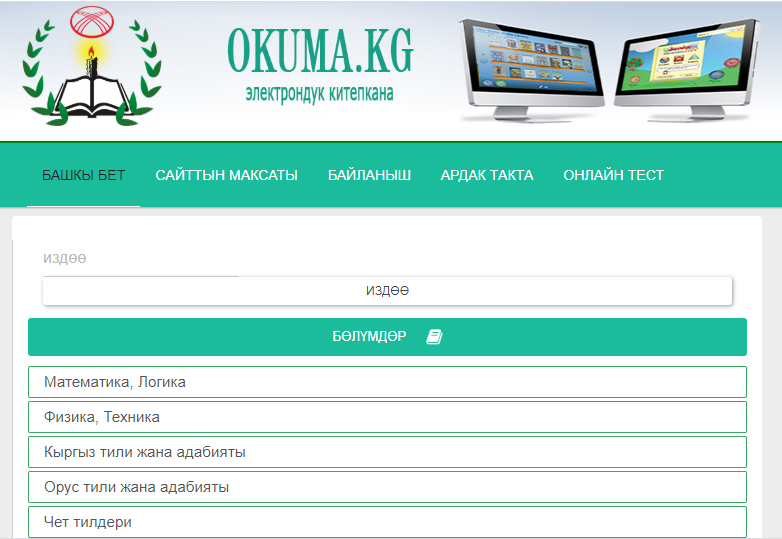 OKUMA.KG
электрондук китепкана
БАШКЫ БЕТ САЙТТЫН МАКСАТЫ БАЙЛАНЫШ АРДАК ТАКТА ОНЛАЙН ТЕСТ
ИЗДӨӨ
ИЗДӨӨ
БӨЛҮМДӨР
Математика, Логика
Физика, Техника
Кыргыз тили жана адабияты
Орус тили жана адабияты
Чет тилдери